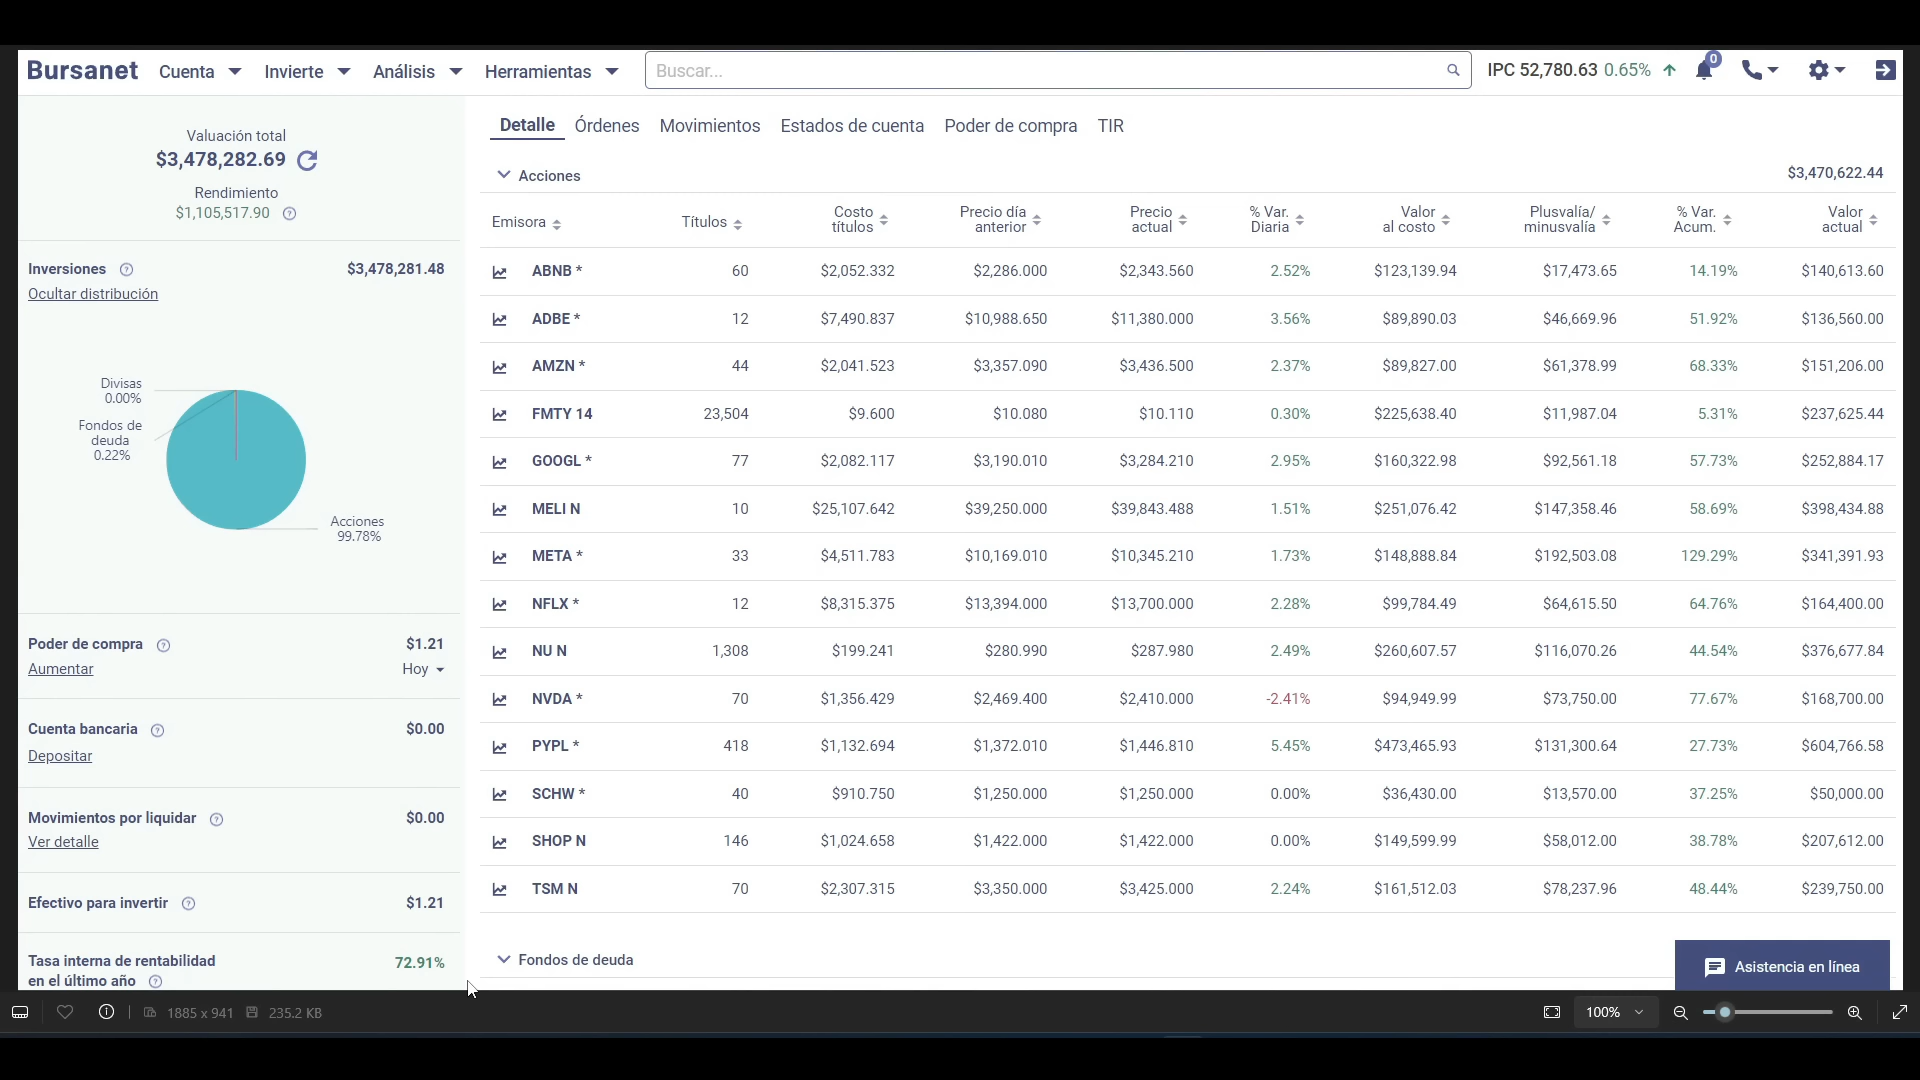 Bursanet Cuenta Invierte Análisis Herramientas Buscar... IPC 52,780.63 0.65% 0
Valuación total
$3,478,282.69
Rendimiento
$1,105,517.90
Inversiones $3,478,281.48
Ocultar distribución
Divisas
0.00%
Fondos de
deuda
0.22%
Acciones
99.78%
Poder de compra $1.21
Aumentar Hoy
Cuenta bancaria $0.00
Depositar
Movimientos por liquidar $0.00
Ver detalle
Efectivo para invertir $1.21
Tasa interna de rentabilidad
en el último año 72.91%
Detalle Órdenes Movimientos Estados de cuenta Poder de compra TIR
Acciones $3,470,622.44
Emisora Títulos Costo títulos Precio día anterior Precio actual % Var. Diaria Valor al costo Plusvalía/ minusvalía % Var. Acum. Valor actual
ABNB * 60 $2,052.332 $2,286.000 $2,343.560 2.52% $123,139.94 $17,473.65 14.19% $140,613.60
ADBE * 12 $7,490.837 $10,988.650 $11,380.000 3.56% $89,890.03 $46,669.96 51.92% $136,560.00
AMZN * 44 $2,041.523 $3,357.090 $3,436.500 2.37% $89,827.00 $61,378.99 68.33% $151,206.00
FMTY 14 23,504 $9.600 $10.080 $10.110 0.30% $225,638.40 $11,987.04 5.31% $237,625.44
GOOGL * 77 $2,082.117 $3,190.010 $3,284.210 2.95% $160,322.98 $92,561.18 57.73% $252,884.17
MELI N 10 $25,107.642 $39,250.000 $39,843.488 1.51% $251,076.42 $147,358.46 58.69% $398,434.88
META * 33 $4,511.783 $10,169.010 $10,345.210 1.73% $148,888.84 $192,503.08 129.29% $341,391.93
NFLX * 12 $8,315.375 $13,394.000 $13,700.000 2.28% $99,784.49 $64,615.50 64.76% $164,400.00
NU N 1,308 $199.241 $280.990 $287.980 2.49% $260,607.57 $116,070.26 44.54% $376,677.84
NVDA * 70 $1,356.429 $2,469.400 $2,410.000 -2.41% $94,949.99 $73,750.00 77.67% $168,700.00
PYPL * 418 $1,132.694 $1,372.010 $1,446.810 5.45% $473,465.93 $131,300.64 27.73% $604,766.58
SCHW * 40 $910.750 $1,250.000 $1,250.000 0.00% $36,430.00 $13,570.00 37.25% $50,000.00
SHOP N 146 $1,024.658 $1,422.000 $1,422.000 0.00% $149,599.99 $58,012.00 38.78% $207,612.00
TSM N 70 $2,307.315 $3,350.000 $3,425.000 2.24% $161,512.03 $78,237.96 48.44% $239,750.00
Fondos de deuda
Asistencia en línea
1885 x 941 235.2 KB 100%